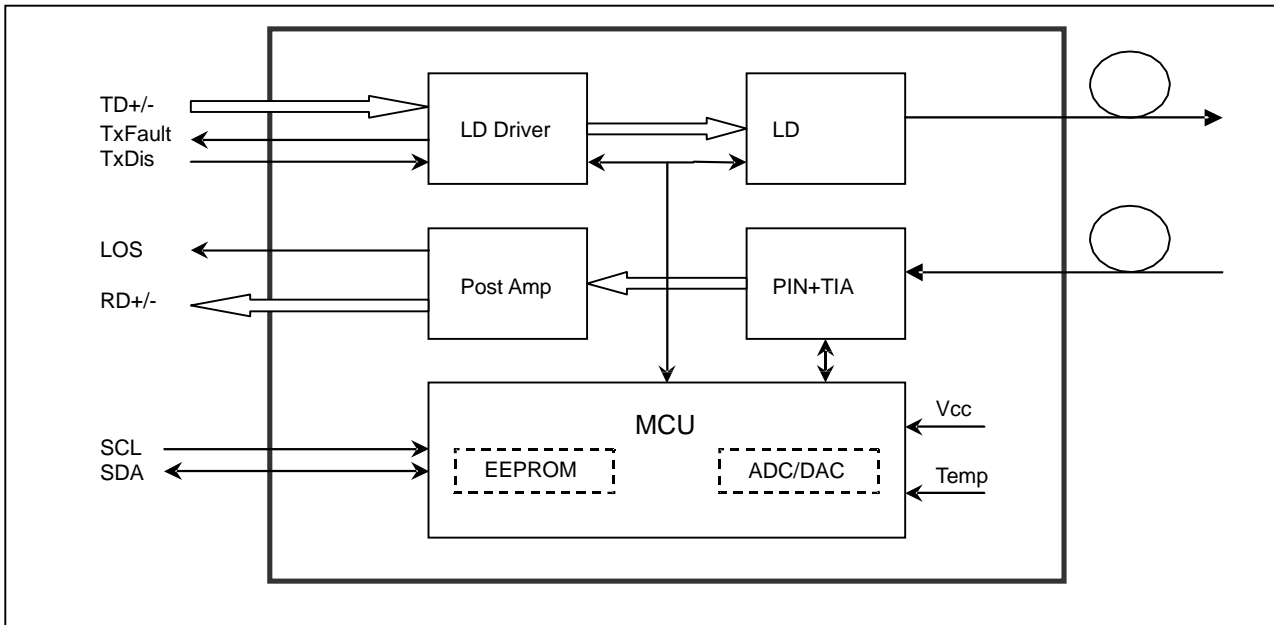 TD+/-
TxFault
TxDis
LD Driver
LD
LOS
RD+/-
Post Amp
PIN+TIA
SCL
SDA
MCU
EEPROM
ADC/DAC
Vcc
Temp